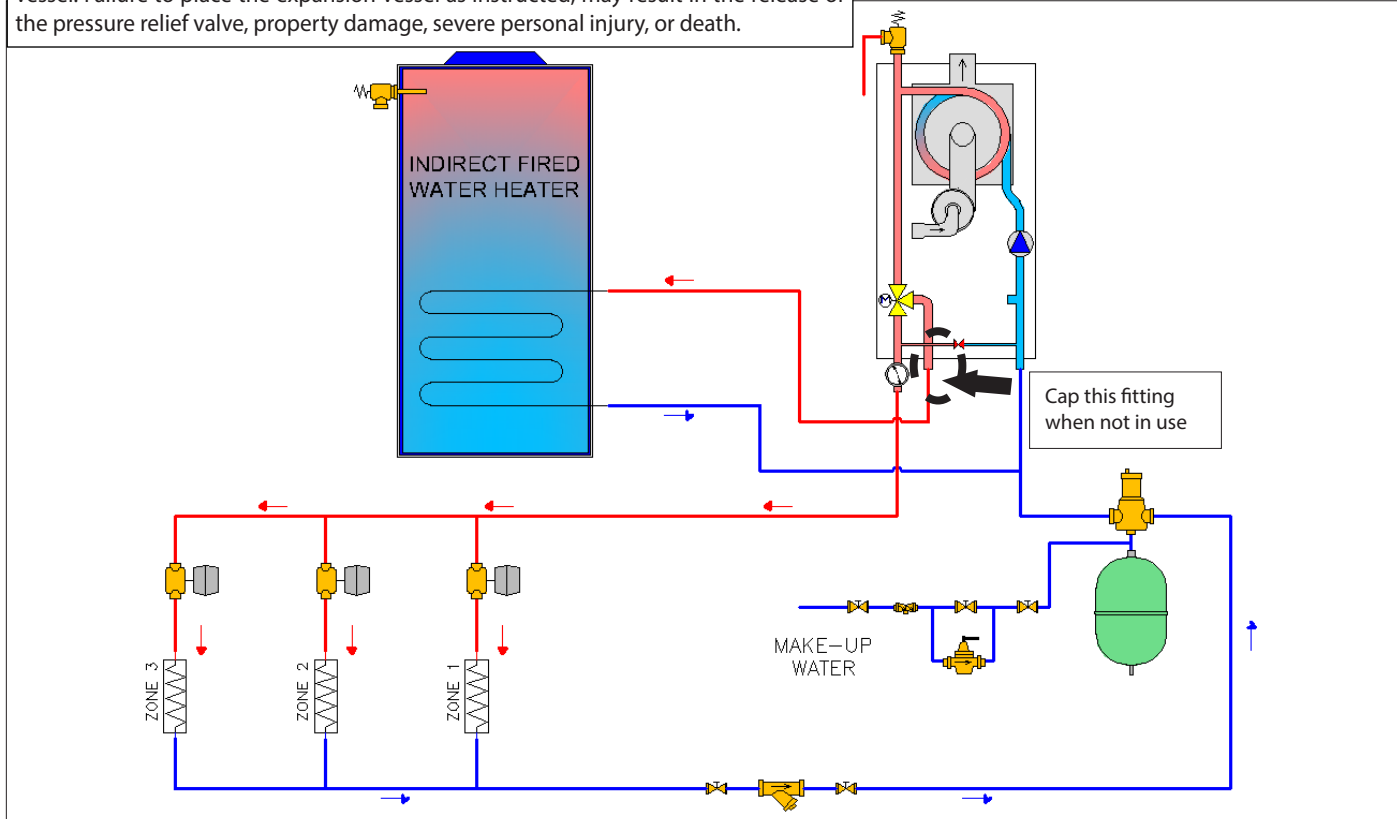 the pressure relief valve, property damage, severe personal injury, or death.
INDIRECT FIRED
WATER HEATER
M
Cap this fitting
when not in use
MAKE-UP
WATER
ZONE 3
ZONE 2
ZONE 1